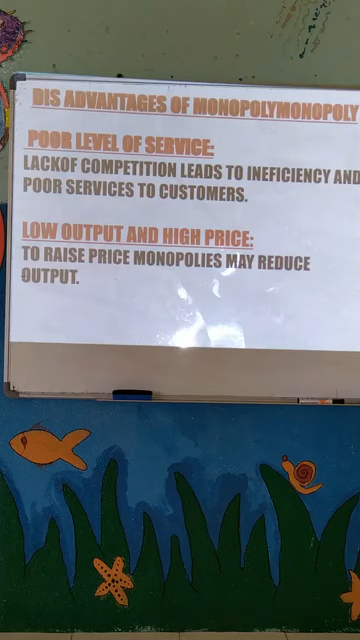 DIS ADVANTAGES OF MONOPOLYMONOPOLY
POOR LEVEL OF SERVICE:
LACKOF COMPETITION LEADS TO INEFICIENCY AND
POOR SERVICES TO CUSTOMERS.
LOW OUTPUT AND HIGH PRICE:
TO RAISE PRICE MONOPOLIES MAY REDUCE
OUTPUT.